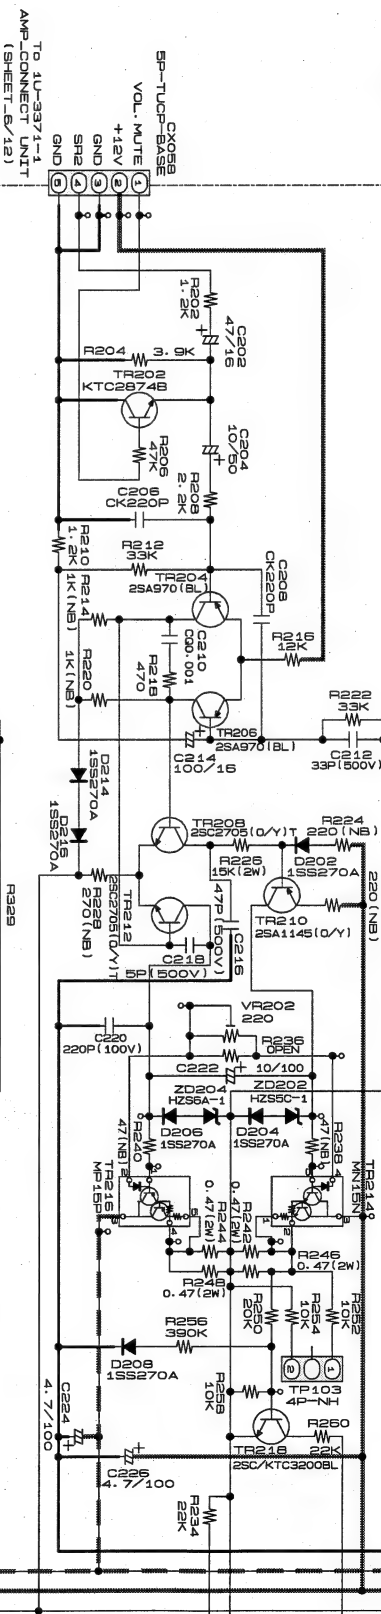 To 1U-3371-1
AMP_CONNECT UNIT
(SHEET_6/12)
CX058
5P-TUCP-BASE
VOL. MUTE
+12V
GND
SR2
GND
1
2
3
4
5
R202
1.2K
C202
47/16
+
R204
3.9K
TR202
KTC2874B
R206
47K
C204
10/50
+
R208
2.2K
C206
CK220P
R210
1.2K
R212
33K
C208
CK220P
TR204
2SA970(BL)
R214
1K(NB)
C210
CQ0.001
R216
12K
R218
470
R220
1K(NB)
TR206
2SA970(BL)
R222
33K
C212
33P(500V)
C214
100/16
+
D214
1SS270A
D216
1SS270A
R329
TR208
2SC2705(O/Y)T
R224
220(NB)
220(NB)
R226
15K(2W)
D202
1SS270A
R228
270(NB)
TR212
2SC2705(O/Y)T
TR210
2SA1145(O/Y)
C216
47P(500V)
C218
5P(500V)
VR202
220
C220
220P(100V)
R236
OPEN
C222
10/100
+
ZD204
HZS6A-1
ZD202
HZS5C-1
D206
1SS270A
D204
1SS270A
R240
47(NB)
R238
47(NB)
TR216
MP15P
TR214
MN15N
R244
0.47(2W)
R242
0.47(2W)
R246
0.47(2W)
R248
0.47(2W)
R250
20K
R254
10K
R252
10K
R256
390K
D208
1SS270A
TP103
4P-NH
1
2
R258
10K
R260
22K
TR218
2SC/KTC3200BL
C224
4.7/100
+
C226
4.7/100
+
R234
22K